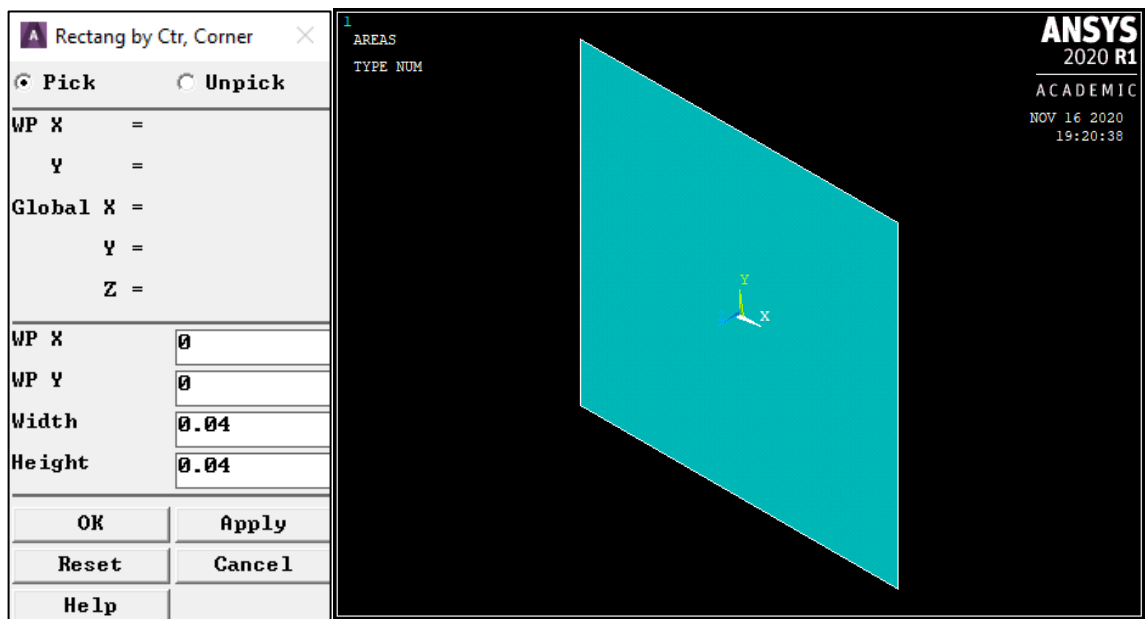 Rectang by Ctr, Corner
Pick Unpick
WP X =
Y =
Global X =
Y =
Z =
WP X 0
WP Y 0
Width 0.04
Height 0.04
OK Apply
Reset Cancel
Help
1
AREAS
TYPE NUM
ANSYS
2020 R1
ACADEMIC
NOV 16 2020
19:20:38
Y
X